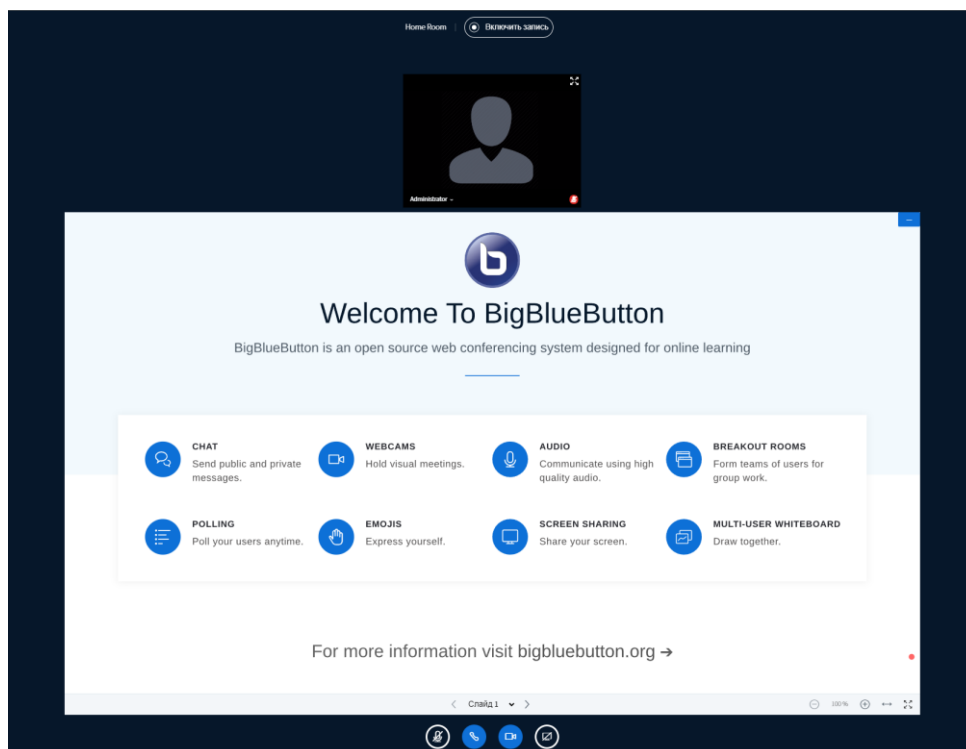 Home Room
Включить запись
Administrator
Welcome To BigBlueButton
BigBlueButton is an open source web conferencing system designed for online learning
CHAT
Send public and private
messages.
WEBCAMS
Hold visual meetings.
AUDIO
Communicate using high
quality audio.
BREAKOUT ROOMS
Form teams of users for
group work.
POLLING
Poll your users anytime.
EMOJIS
Express yourself.
SCREEN SHARING
Share your screen.
MULTI-USER WHITEBOARD
Draw together.
For more information visit bigbluebutton.org →
Слайд 1
100%